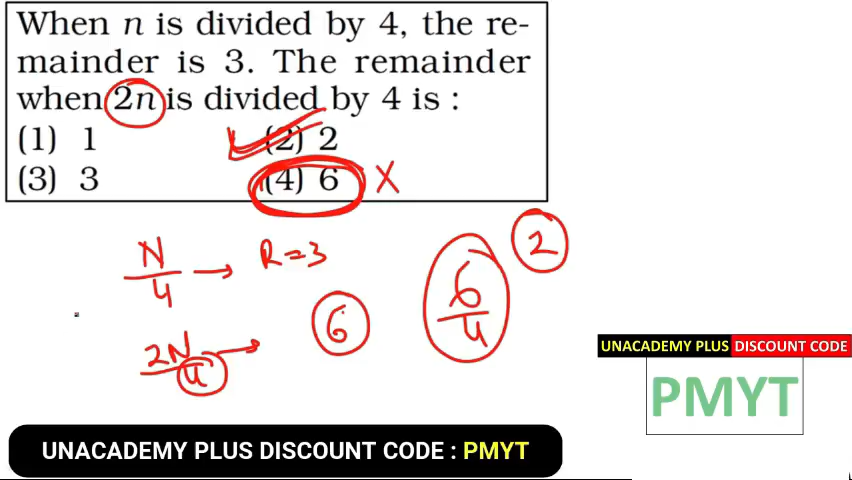 When n is divided by 4, the re-
mainder is 3. The remainder
when 2n is divided by 4 is :
(1) 1 (2) 2
(3) 3 (4) 6 X
N/4 → R = 3
6/4 2
2N/4 → 6
UNACADEMY PLUS DISCOUNT CODE
PMYT
UNACADEMY PLUS DISCOUNT CODE : PMYT